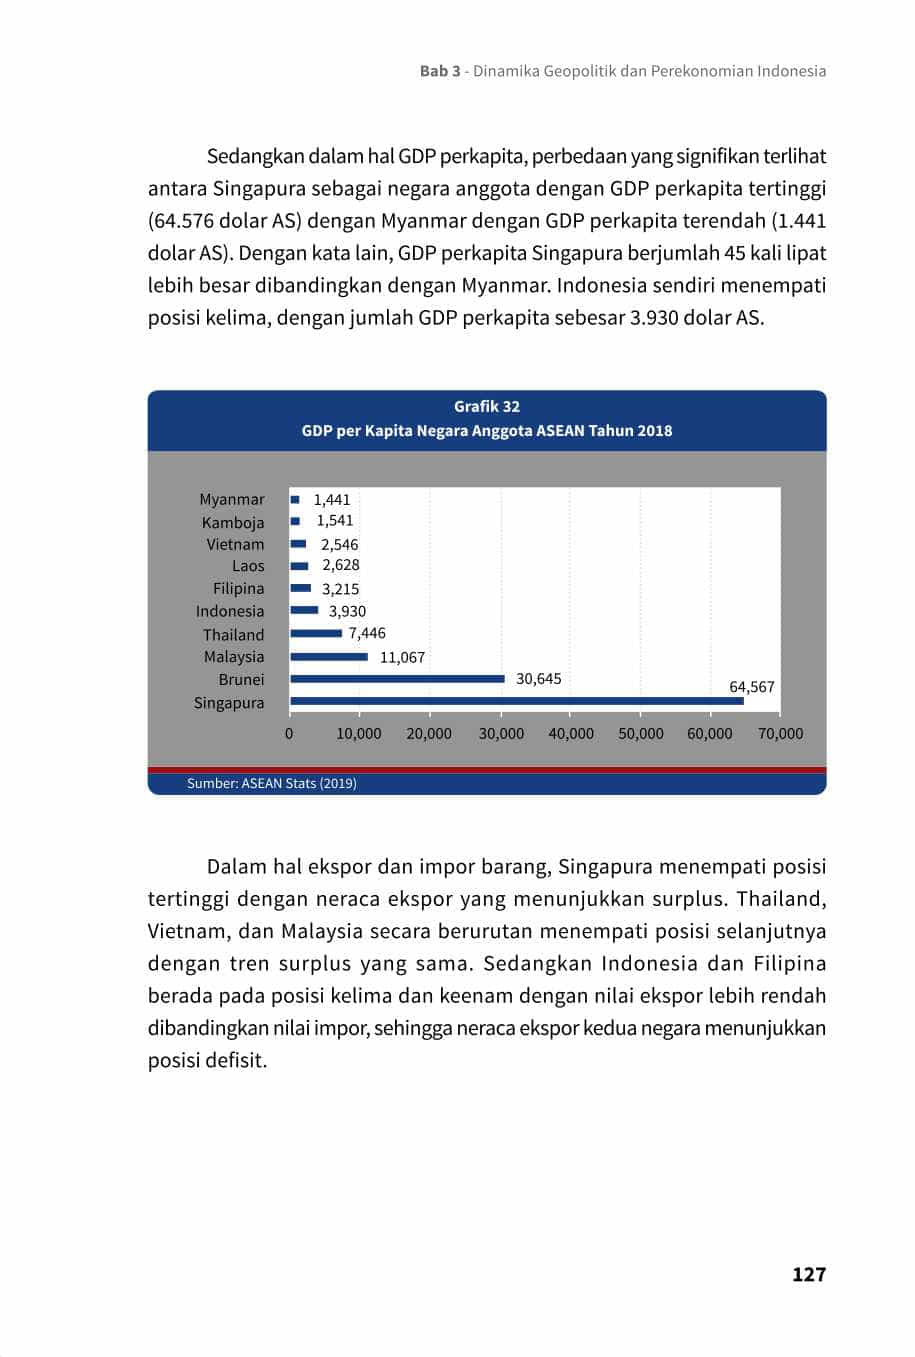 Bab 3 - Dinamika Geopolitik dan Perekonomian Indonesia
Sedangkan dalam hal GDP perkapita, perbedaan yang signifikan terlihat
antara Singapura sebagai negara anggota dengan GDP perkapita tertinggi
(64.576 dolar AS) dengan Myanmar dengan GDP perkapita terendah (1.441
dolar AS). Dengan kata lain, GDP perkapita Singapura berjumlah 45 kali lipat
lebih besar dibandingkan dengan Myanmar. Indonesia sendiri menempati
posisi kelima, dengan jumlah GDP perkapita sebesar 3.930 dolar AS.
Grafik 32
GDP per Kapita Negara Anggota ASEAN Tahun 2018
Myanmar 1,441
Kamboja 1,541
Vietnam 2,546
Laos 2,628
Filipina 3,215
Indonesia 3,930
Thailand 7,446
Malaysia 11,067
Brunei 30,645
Singapura 64,567
0 10,000 20,000 30,000 40,000 50,000 60,000 70,000
Sumber: ASEAN Stats (2019)
Dalam hal ekspor dan impor barang, Singapura menempati posisi
tertinggi dengan neraca ekspor yang menunjukkan surplus. Thailand,
Vietnam, dan Malaysia secara berurutan menempati posisi selanjutnya
dengan tren surplus yang sama. Sedangkan Indonesia dan Filipina
berada pada posisi kelima dan keenam dengan nilai ekspor lebih rendah
dibandingkan nilai impor, sehingga neraca ekspor kedua negara menunjukkan
posisi defisit.
127